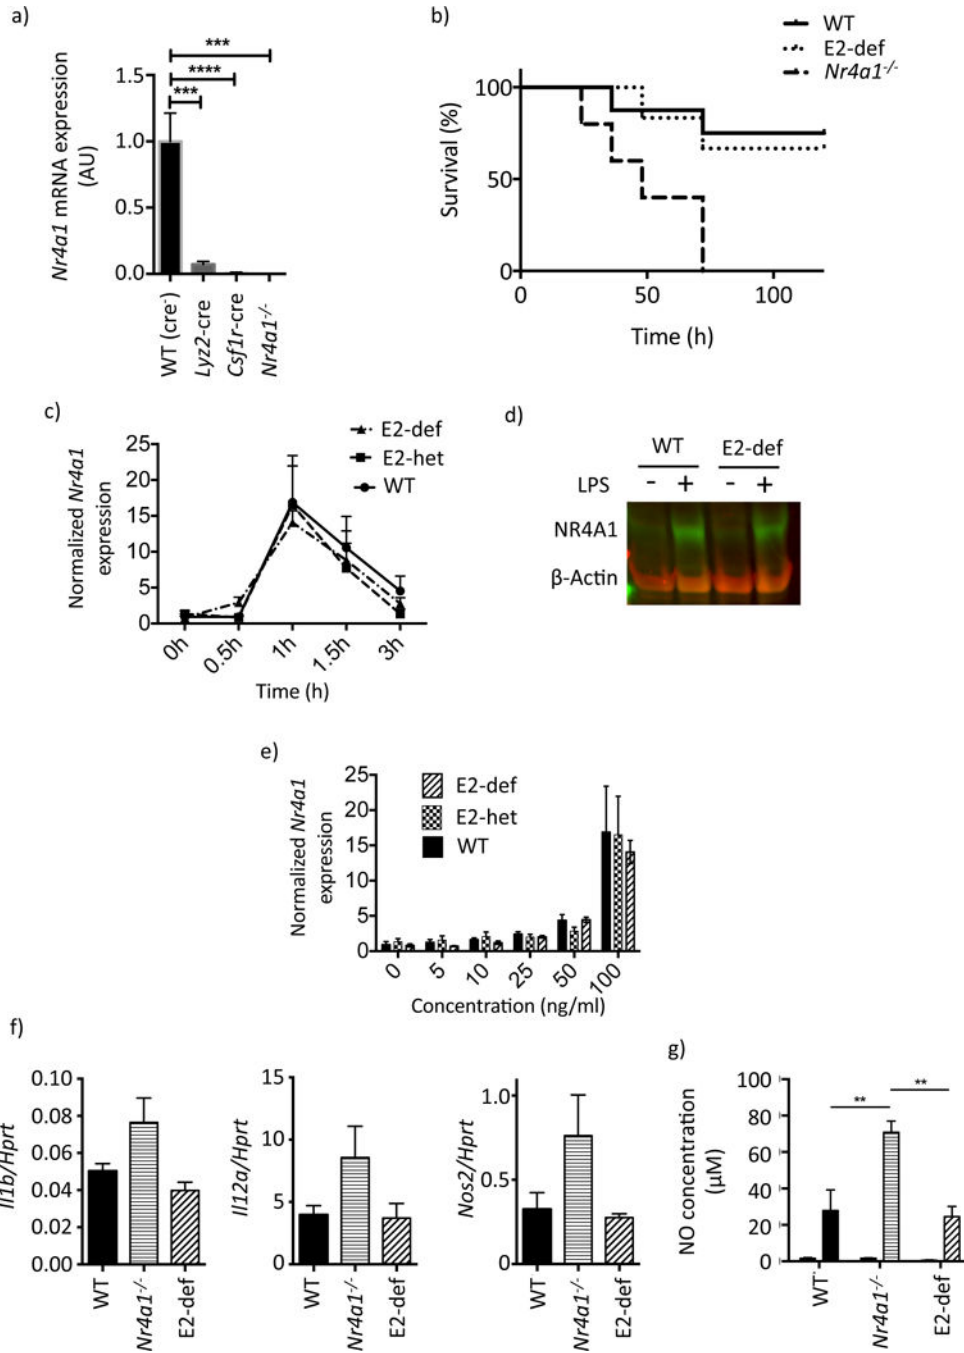 a)
***
****
***
Nr4a1 mRNA expression
(AU)
1.5
1.0
0.5
0.0
WT (cre-)
Lyz2-cre
Csf1r-cre
Nr4a1-/-
b)
WT
E2-def
Nr4a1-/-
Survival (%)
100
50
0
0
50
100
Time (h)
c)
E2-def
E2-het
WT
Normalized Nr4a1
expression
25
20
15
10
5
0
0h
0.5h
1h
1.5h
3h
Time (h)
d)
WT
E2-def
LPS
- + - +
NR4A1
β-Actin
e)
E2-def
E2-het
WT
Normalized Nr4a1
expression
25
20
15
10
5
0
0
5
10
25
50
100
Concentration (ng/ml)
f)
Il1b/Hprt
0.10
0.08
0.06
0.04
0.02
0.00
WT
Nr4a1-/-
E2-def
Il12a/Hprt
15
10
5
0
WT
Nr4a1-/-
E2-def
Nos2/Hprt
1.0
0.5
0
WT
Nr4a1-/-
E2-def
g)
**
**
NO concentration
(μM)
100
80
60
40
20
0
WT
Nr4a1-/-
E2-def